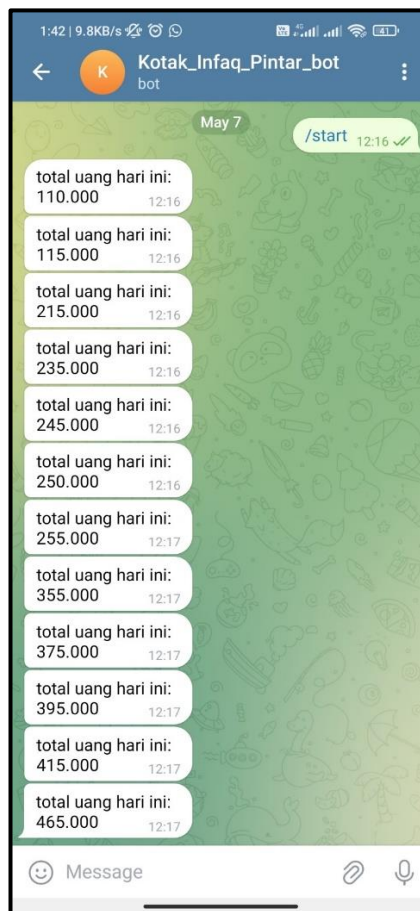 1:42 | 9.8KB/s
4G
41
K
Kotak_Infaq_Pintar_bot
bot
May 7
/start 12:16
total uang hari ini:
110.000 12:16
total uang hari ini:
115.000 12:16
total uang hari ini:
215.000 12:16
total uang hari ini:
235.000 12:16
total uang hari ini:
245.000 12:16
total uang hari ini:
250.000 12:16
total uang hari ini:
255.000 12:17
total uang hari ini:
355.000 12:17
total uang hari ini:
375.000 12:17
total uang hari ini:
395.000 12:17
total uang hari ini:
415.000 12:17
total uang hari ini:
465.000 12:17
Message